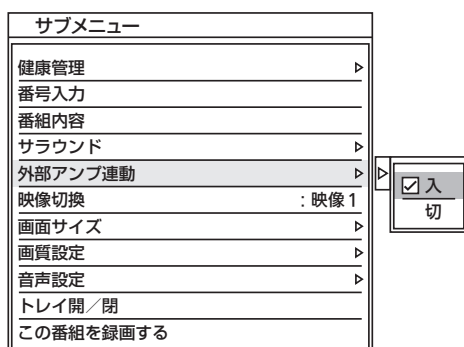 サブメニュー
健康管理
番号入力
番組内容
サラウンド
外部アンプ連動
入
切
映像切換 : 映像1
画面サイズ
画質設定
音声設定
トレイ開／閉
この番組を録画する